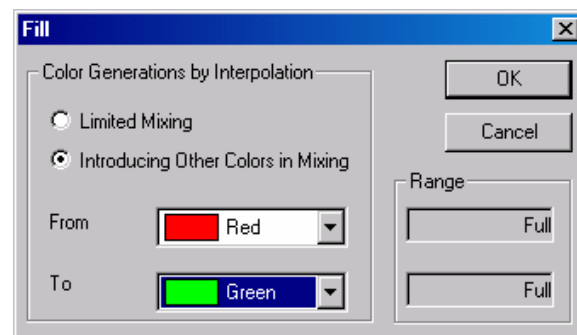 Fill
Color Generations by Interpolation
Limited Mixing
Introducing Other Colors in Mixing
From
Red
To
Green
OK
Cancel
Range
Full
Full